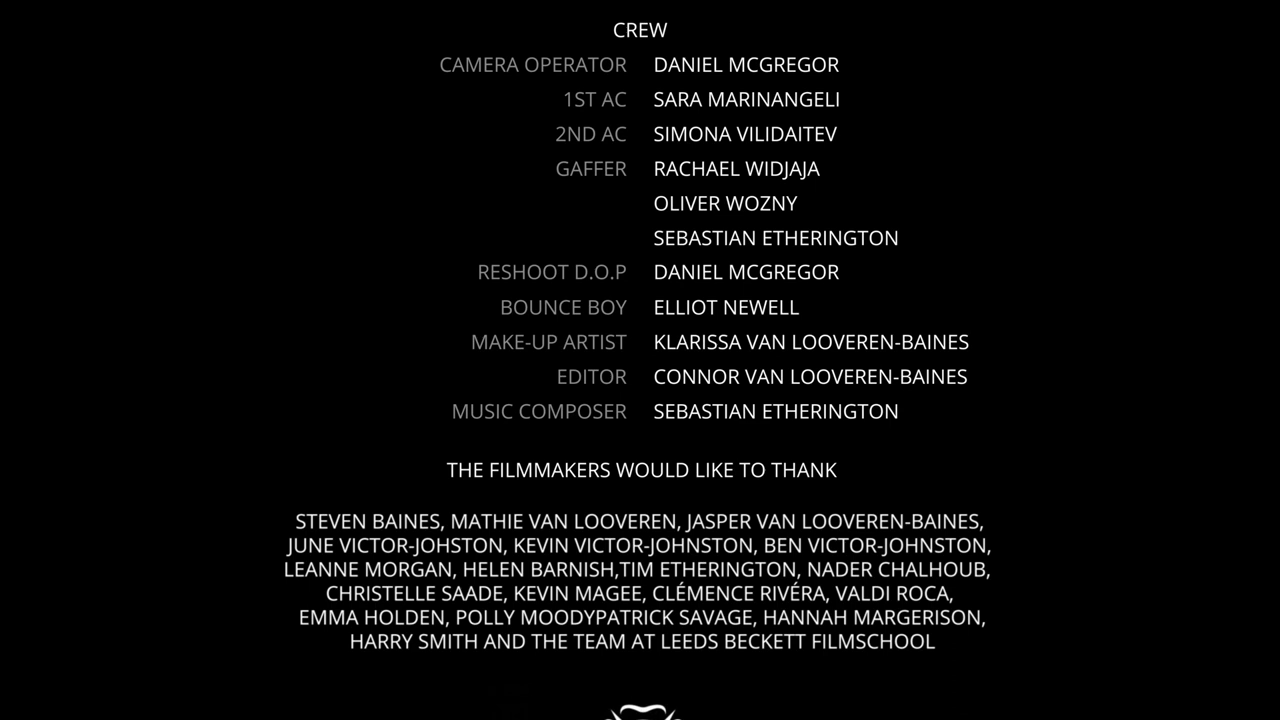 CREW
CAMERA OPERATOR DANIEL MCGREGOR
1ST AC SARA MARINANGELI
2ND AC SIMONA VILIDAITEV
GAFFER RACHAEL WIDJAJA
OLIVER WOZNY
SEBASTIAN ETHERINGTON
RESHOOT D.O.P DANIEL MCGREGOR
BOUNCE BOY ELLIOT NEWELL
MAKE-UP ARTIST KLARISSA VAN LOOVEREN-BAINES
EDITOR CONNOR VAN LOOVEREN-BAINES
MUSIC COMPOSER SEBASTIAN ETHERINGTON
THE FILMMAKERS WOULD LIKE TO THANK
STEVEN BAINES, MATHIE VAN LOOVEREN, JASPER VAN LOOVEREN-BAINES,
JUNE VICTOR-JOHSTON, KEVIN VICTOR-JOHNSTON, BEN VICTOR-JOHNSTON,
LEANNE MORGAN, HELEN BARNISH,TIM ETHERINGTON, NADER CHALHOUB,
CHRISTELLE SAADE, KEVIN MAGEE, CLÉMENCE RIVÉRA, VALDI ROCA,
EMMA HOLDEN, POLLY MOODYPATRICK SAVAGE, HANNAH MARGERISON,
HARRY SMITH AND THE TEAM AT LEEDS BECKETT FILMSCHOOL